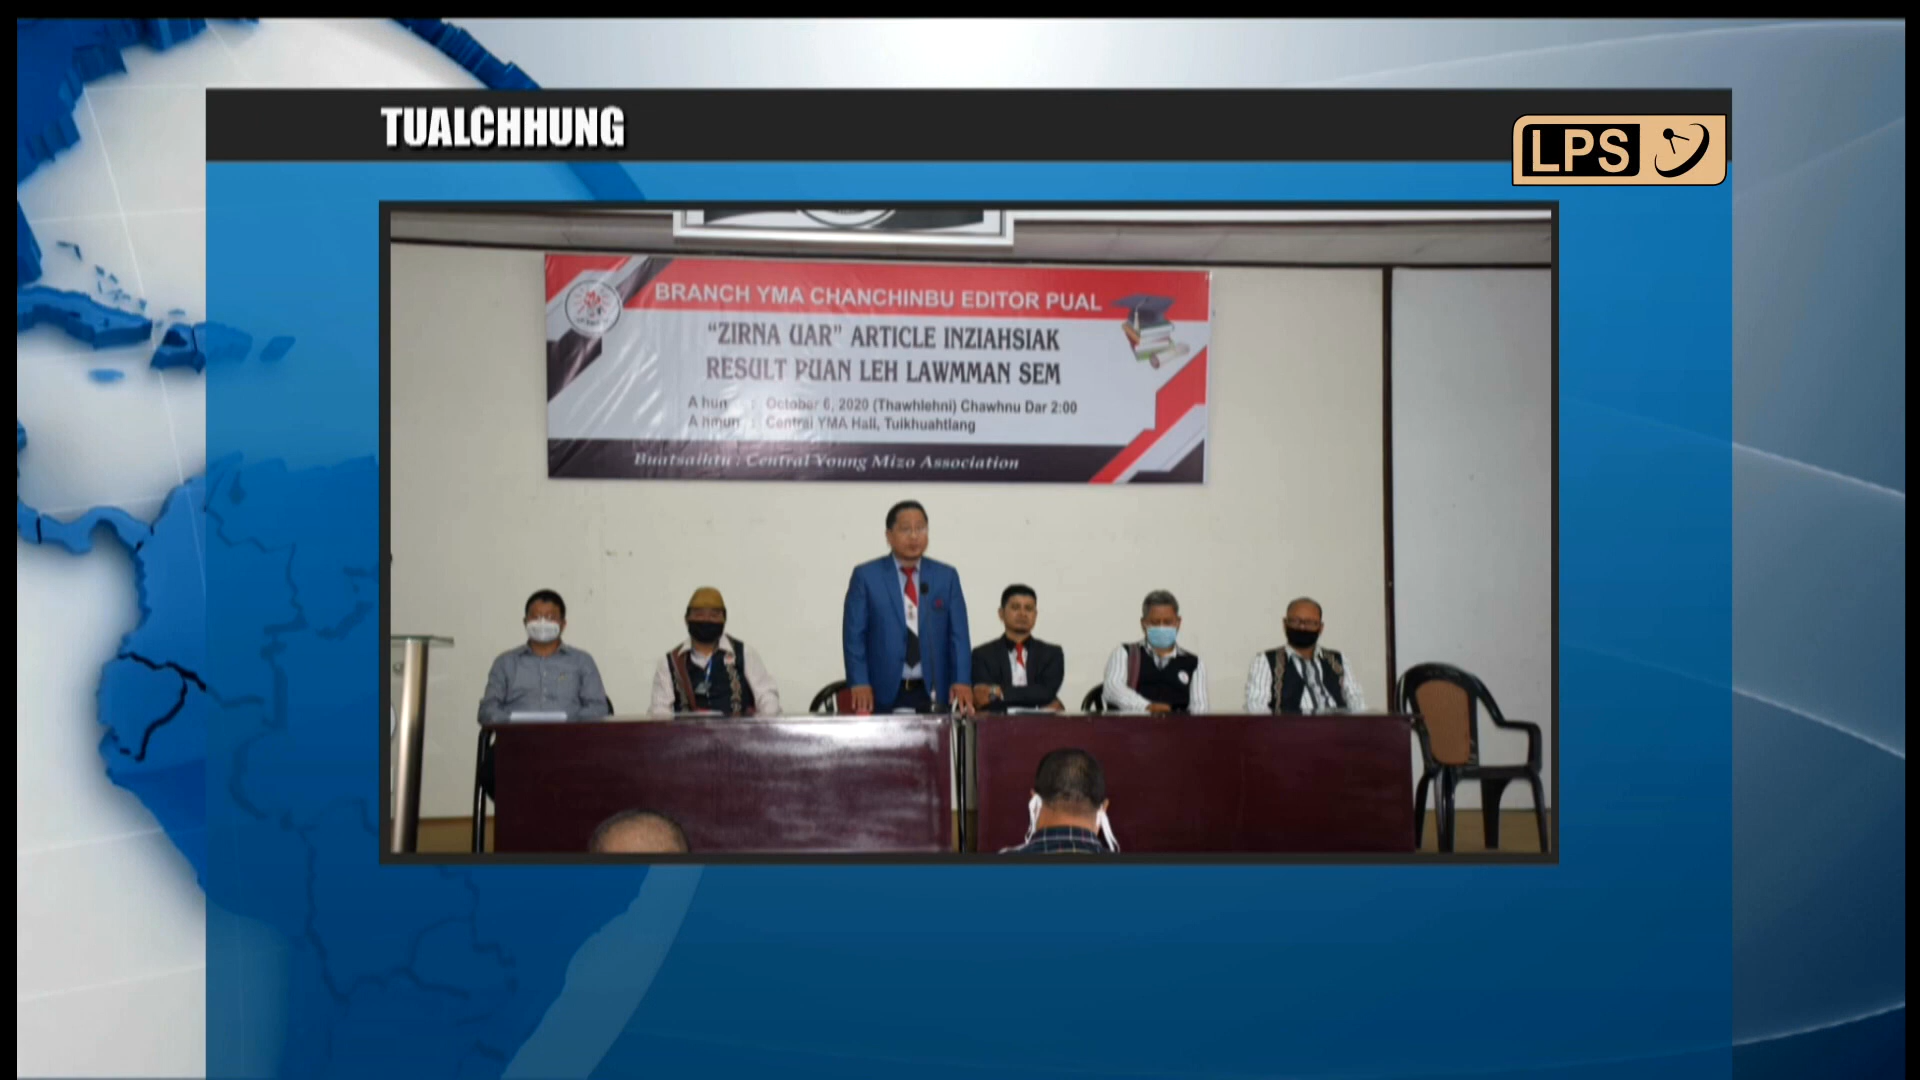 TUALCHHUNG
LPS
BRANCH YMA CHANCHINBU EDITOR PUAL
“ZIRNA UAR” ARTICLE INZIAHSIAK
RESULT PUAN LEH LAWMMAN SEM
A hun : October 6, 2020 (Thawhlehni) Chawhnu Dar 2:00
A hmun : Central YMA Hall, Tuikhuahtlang
Buatsaihtu : Central Young Mizo Association